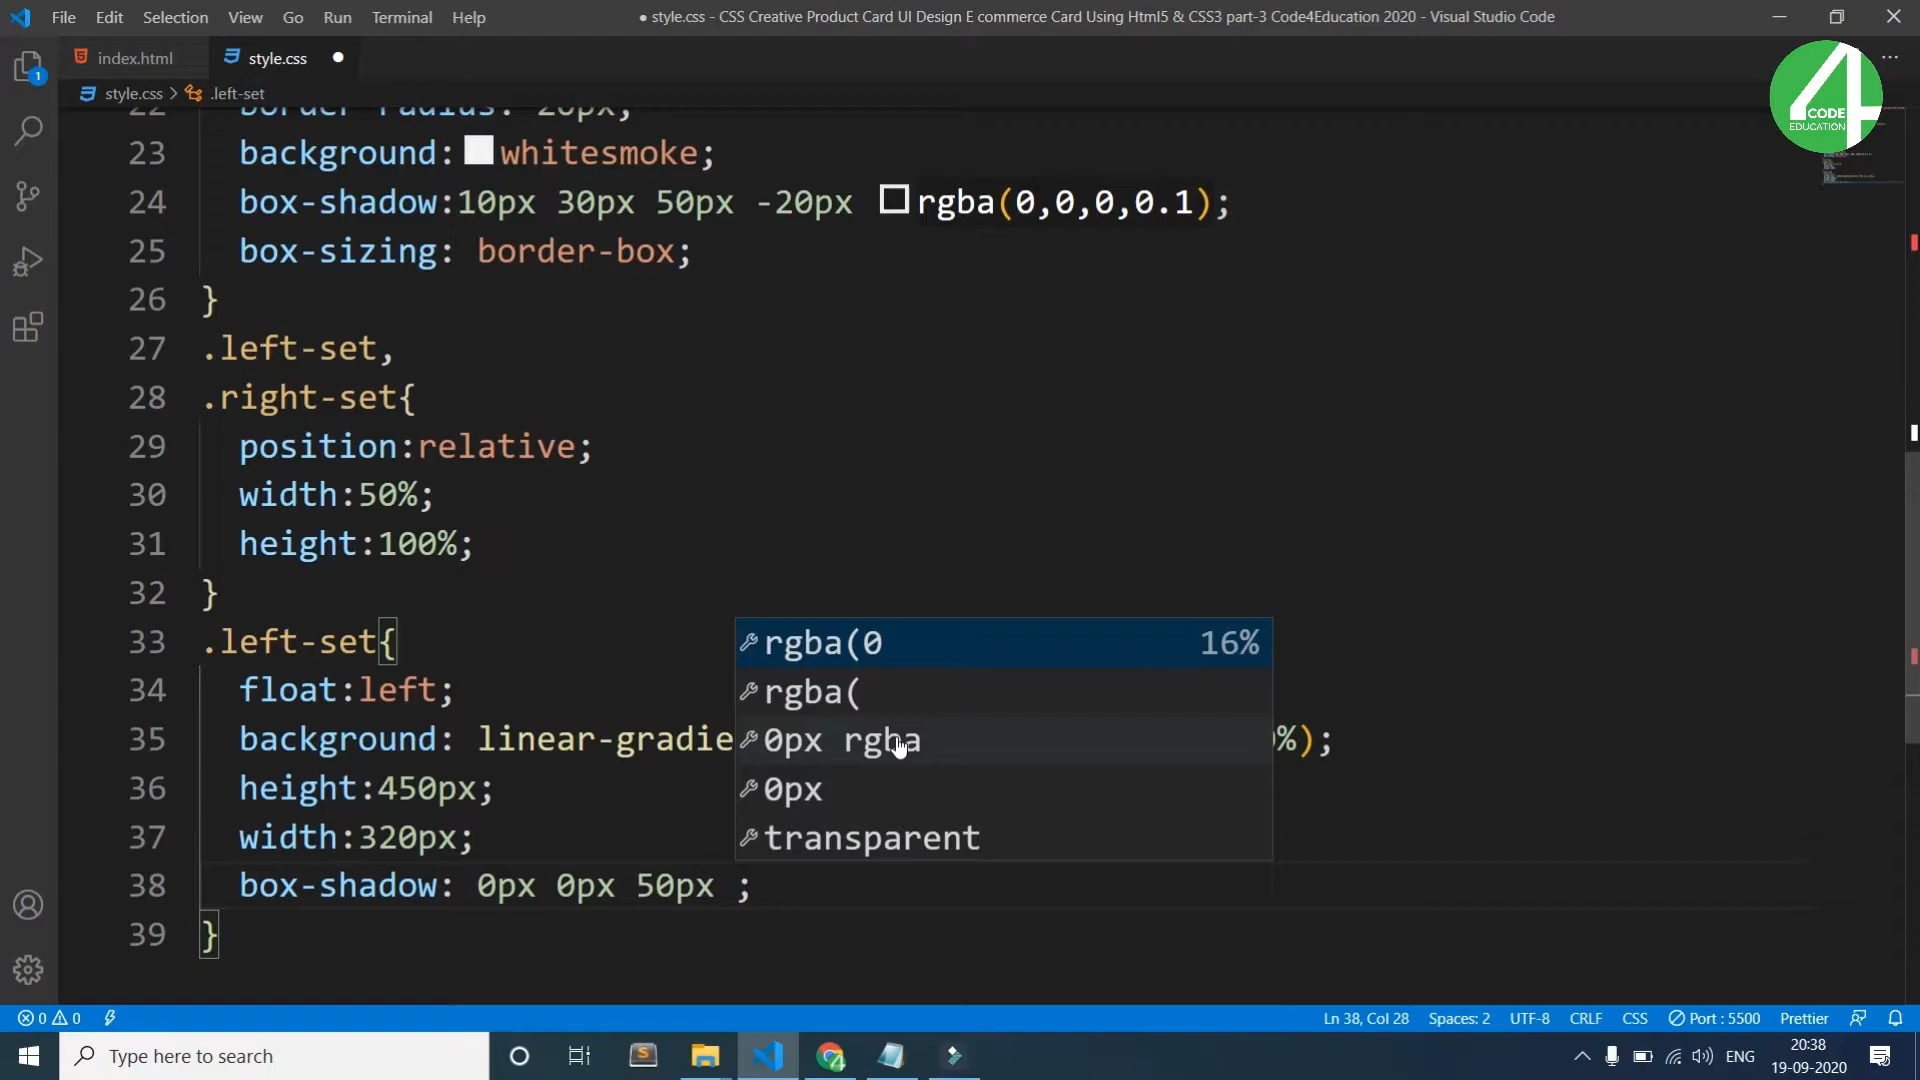 File Edit Selection View Go Run Terminal Help
● style.css - CSS Creative Product Card UI Design E commerce Card Using Html5 & CSS3 part-3 Code4Education 2020 - Visual Studio Code
index.html style.css
style.css > .left-set
4
CODE
EDUCATION
22 border-radius: 20px;
23 background: whitesmoke;
24 box-shadow:10px 30px 50px -20px rgba(0,0,0,0.1);
25 box-sizing: border-box;
26 }
27 .left-set,
28 .right-set{
29 position:relative;
30 width:50%;
31 height:100%;
32 }
33 .left-set{
34 float:left;
35 background: linear-gradie %);
36 height:450px;
37 width:320px;
38 box-shadow: 0px 0px 50px ;
39 }
rgba(0 16%
rgba(
0px rgba
0px
transparent
1
0 0 Ln 38, Col 28 Spaces: 2 UTF-8 CRLF CSS Port : 5500 Prettier
Type here to search
ENG
20:38
19-09-2020